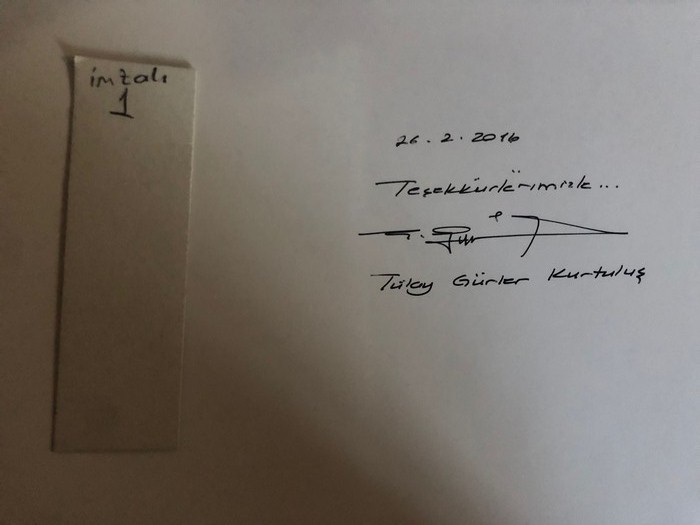 imzalı
1
26.2.2016
Teşekkürlerimizle...
Tülay Gürler Kurtuluş